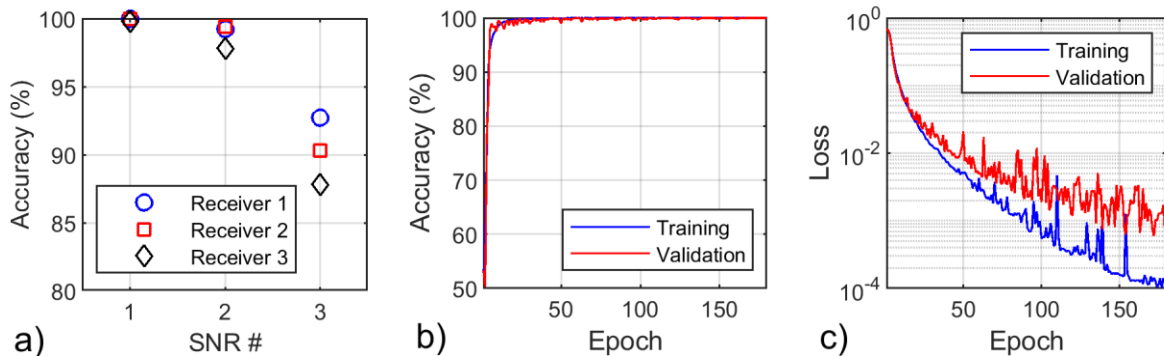 Accuracy (%)
100
95
90
85
80
Receiver 1
Receiver 2
Receiver 3
1 2 3
SNR #
a)
Accuracy (%)
100
90
80
70
60
50
Training
Validation
50 100 150
Epoch
b)
Loss
10^0
10^-2
10^-4
Training
Validation
50 100 150
Epoch
c)